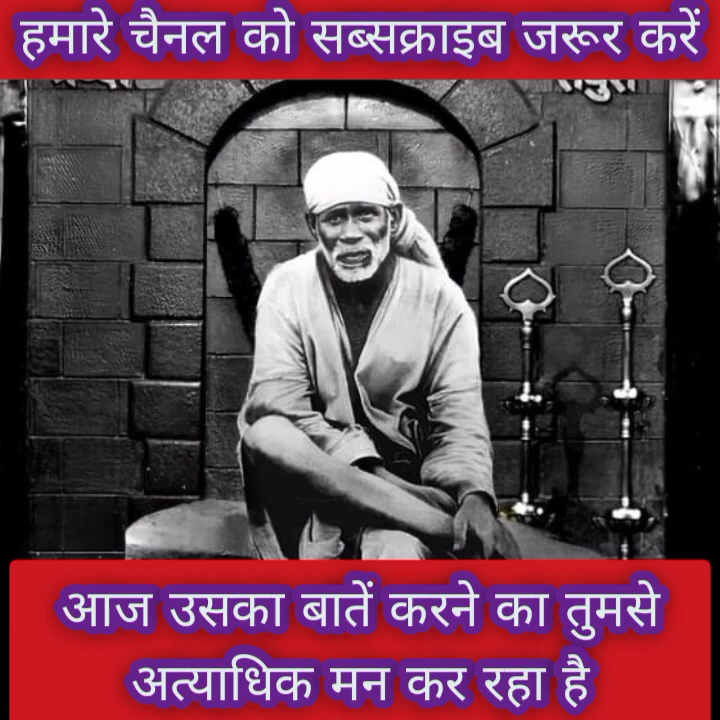 हमारे चैनल को सब्सक्राइब जरूर करें
आज उसका बातें करने का तुमसे
अत्याधिक मन कर रहा है